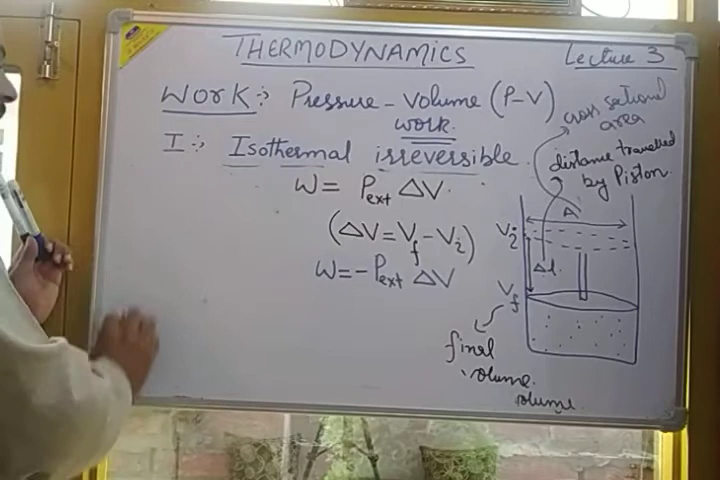 THERMODYNAMICS
Lecture 3
WORK:- Pressure - Volume (P-V)
work.
I:- Isothermal irreversible.
W = Pext ΔV.
(ΔV = Vf - Vi)
W = -Pext ΔV
cross sectional
area
distance travelled
by Piston.
A
Vi
Δl.
Vf
final
volume.
volume